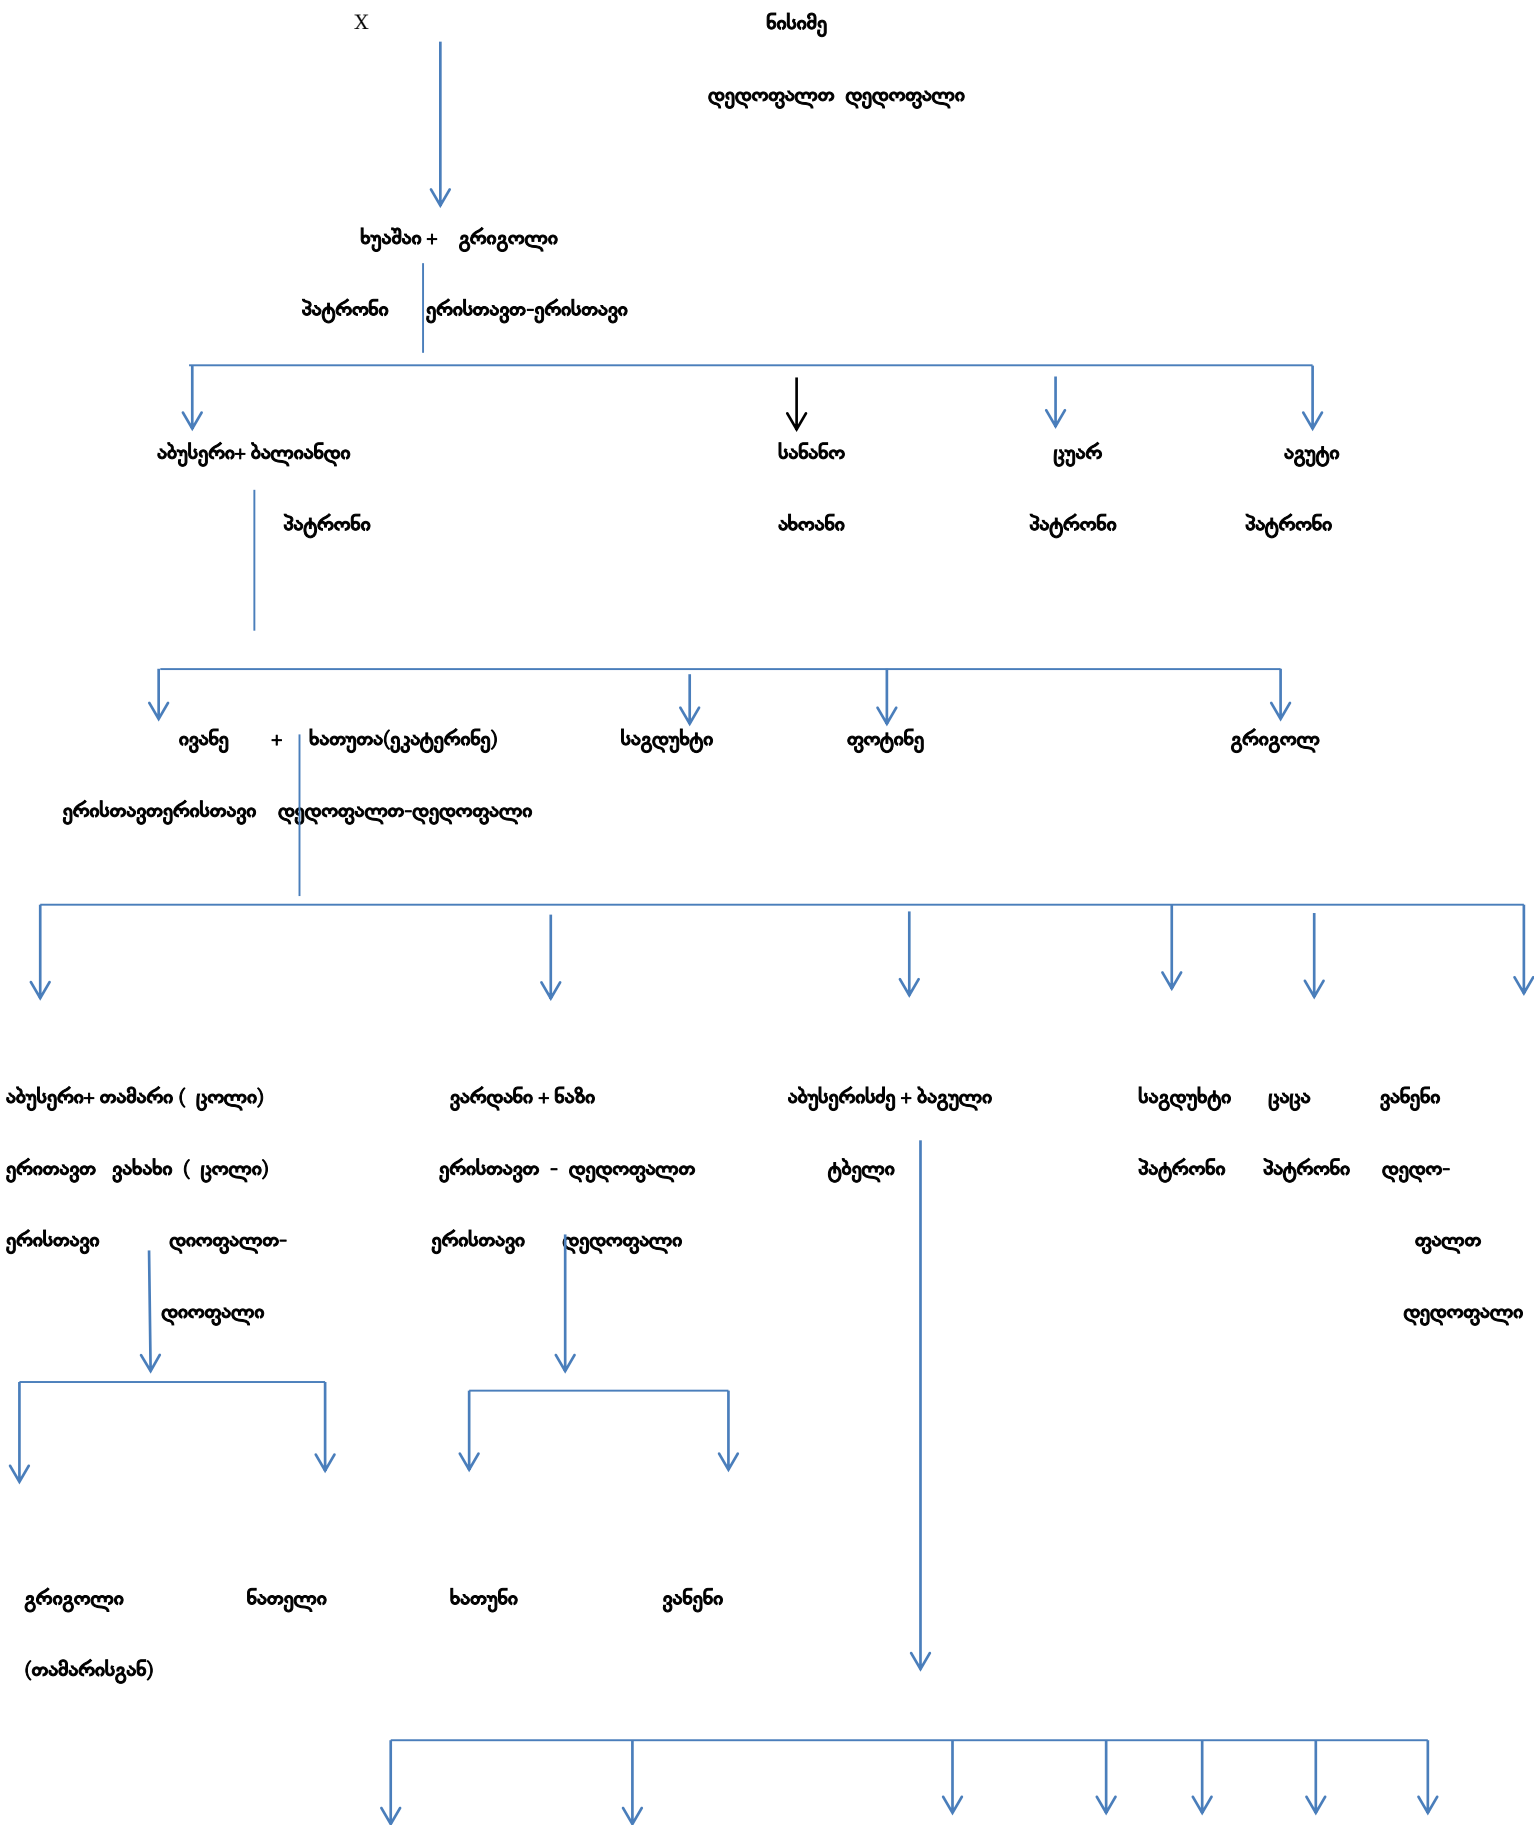 X ნისიმე
დედოფალთ დედოფალი
ხუაშაი + გრიგოლი
პატრონი ერისთავთ-ერისთავი
აბუსერი+ ბალიანდი სანანო ცუარ აგუტი
პატრონი ახოანი პატრონი პატრონი
ივანე + ხათუთა(ეკატერინე) საგდუხტი ფოტინე გრიგოლ
ერისთავთერისთავი დედოფალთ-დედოფალი
აბუსერი+ თამარი ( ცოლი) ვარდანი + ნაზი აბუსერისძე + ბაგული საგდუხტი ცაცა ვანენი
ერითავთ ვახახი ( ცოლი) ერისთავთ - დედოფალთ ტბელი პატრონი პატრონი დედო-
ერისთავი დიოფალთ- ერისთავი დედოფალი ფალთ
დიოფალი დედოფალი
გრიგოლი ნათელი ხათუნი ვანენი
(თამარისგან)